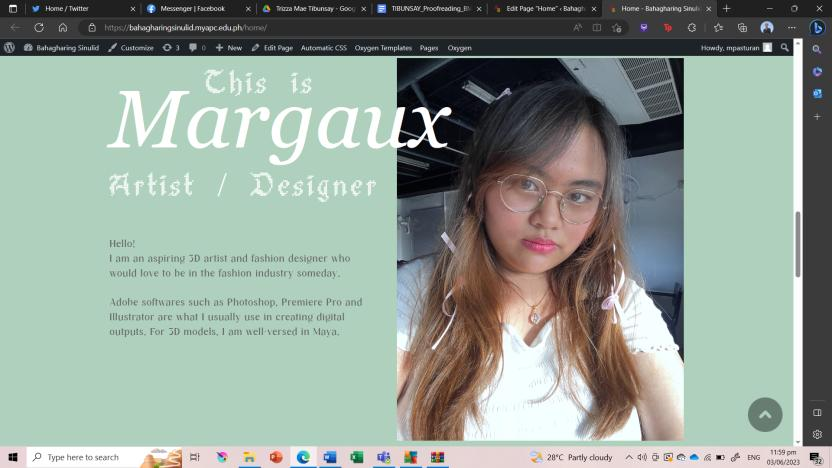 Home / Twitter
Messenger | Facebook
Trizza Mae Tibunsay - Goog
TIBUNSAY_Proofreading_BM
Edit Page "Home" ‹ Bahagh
Home - Bahagharing Sinuli
https://bahagharingsinulid.myapc.edu.ph/home/
Bahagharing Sinulid
Customize
3
0
New
Edit Page
Automatic CSS
Oxygen Templates
Pages
Oxygen
Howdy, mpasturan
This is
Margaux
Artist / Designer
Hello!
I am an aspiring 3D artist and fashion designer who
would love to be in the fashion industry someday.
Adobe softwares such as Photoshop, Premiere Pro and
Illustrator are what I usually use in creating digital
outputs. For 3D models, I am well-versed in Maya.
Type here to search
28°C Partly cloudy
ENG
11:59 pm
03/06/2023
32